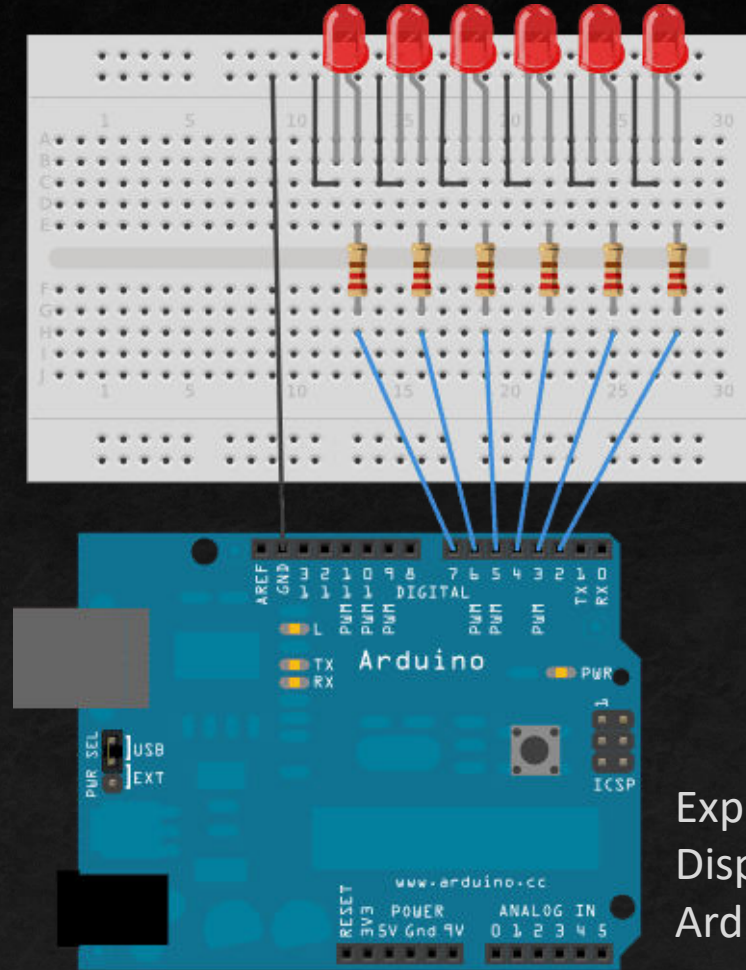 1 5 10 15 20 25 30
A
B
C
D
E
F
G
H
I
J
1 5 10 15 20 25 30
AREF
GND
13
12
11
10
9
8
7
6
5
4
3
2
TX 1
RX 0
PWM
PWM
PWM
PWM
PWM
PWM
DIGITAL
L
TX
RX
Arduino
PWR
1
ICSP
PWR SEL
USB
EXT
www.arduino.cc
RESET
3V3
POWER
5V Gnd 9V
ANALOG IN
0 1 2 3 4 5
Exp
Disp
Ard